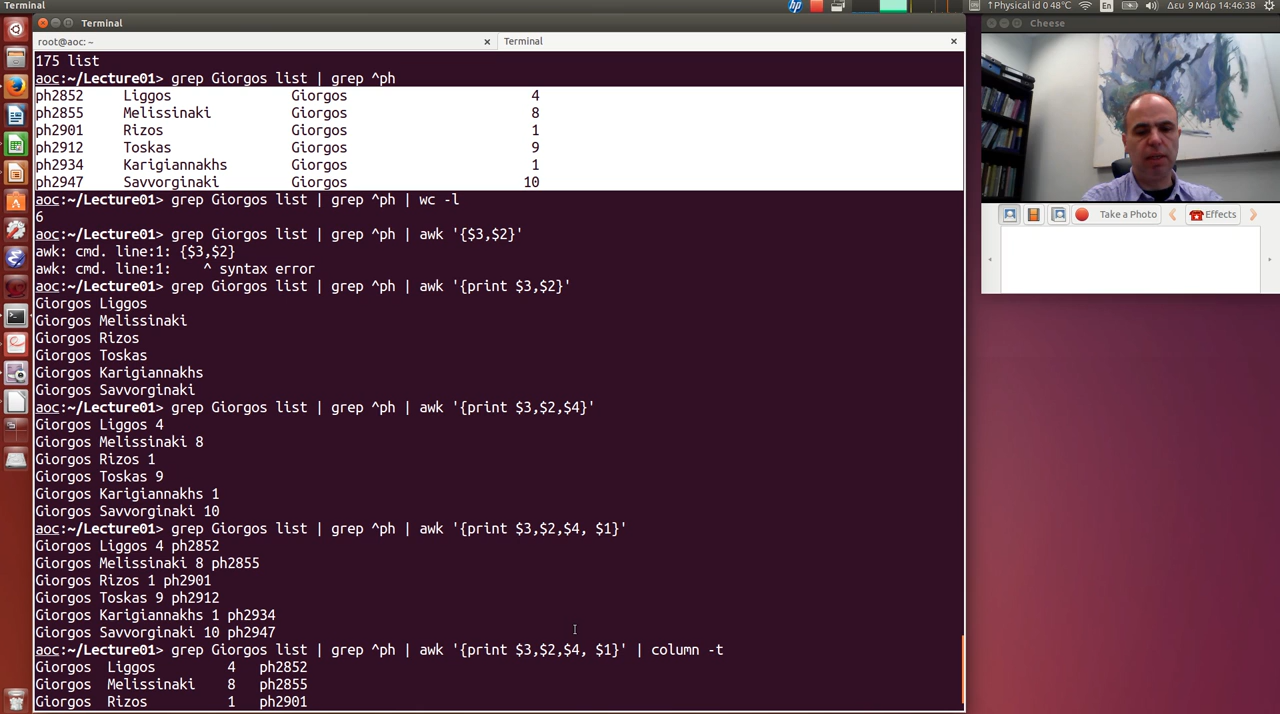 Terminal
↑Physical id 0 48°C
En
Δευ 9 Μάρ 14:46:38
Terminal
root@aoc: ~
Terminal
175 list
aoc:~/Lecture01> grep Giorgos list | grep ^ph
ph2852 Liggos Giorgos 4
ph2855 Melissinaki Giorgos 8
ph2901 Rizos Giorgos 1
ph2912 Toskas Giorgos 9
ph2934 Karigiannakhs Giorgos 1
ph2947 Savvorginaki Giorgos 10
aoc:~/Lecture01> grep Giorgos list | grep ^ph | wc -l
6
aoc:~/Lecture01> grep Giorgos list | grep ^ph | awk '{$3,$2}'
awk: cmd. line:1: {$3,$2}
awk: cmd. line:1:    ^ syntax error
aoc:~/Lecture01> grep Giorgos list | grep ^ph | awk '{print $3,$2}'
Giorgos Liggos
Giorgos Melissinaki
Giorgos Rizos
Giorgos Toskas
Giorgos Karigiannakhs
Giorgos Savvorginaki
aoc:~/Lecture01> grep Giorgos list | grep ^ph | awk '{print $3,$2,$4}'
Giorgos Liggos 4
Giorgos Melissinaki 8
Giorgos Rizos 1
Giorgos Toskas 9
Giorgos Karigiannakhs 1
Giorgos Savvorginaki 10
aoc:~/Lecture01> grep Giorgos list | grep ^ph | awk '{print $3,$2,$4, $1}'
Giorgos Liggos 4 ph2852
Giorgos Melissinaki 8 ph2855
Giorgos Rizos 1 ph2901
Giorgos Toskas 9 ph2912
Giorgos Karigiannakhs 1 ph2934
Giorgos Savvorginaki 10 ph2947
aoc:~/Lecture01> grep Giorgos list | grep ^ph | awk '{print $3,$2,$4, $1}' | column -t
Giorgos Liggos 4 ph2852
Giorgos Melissinaki 8 ph2855
Giorgos Rizos 1 ph2901
Cheese
Take a Photo
Effects